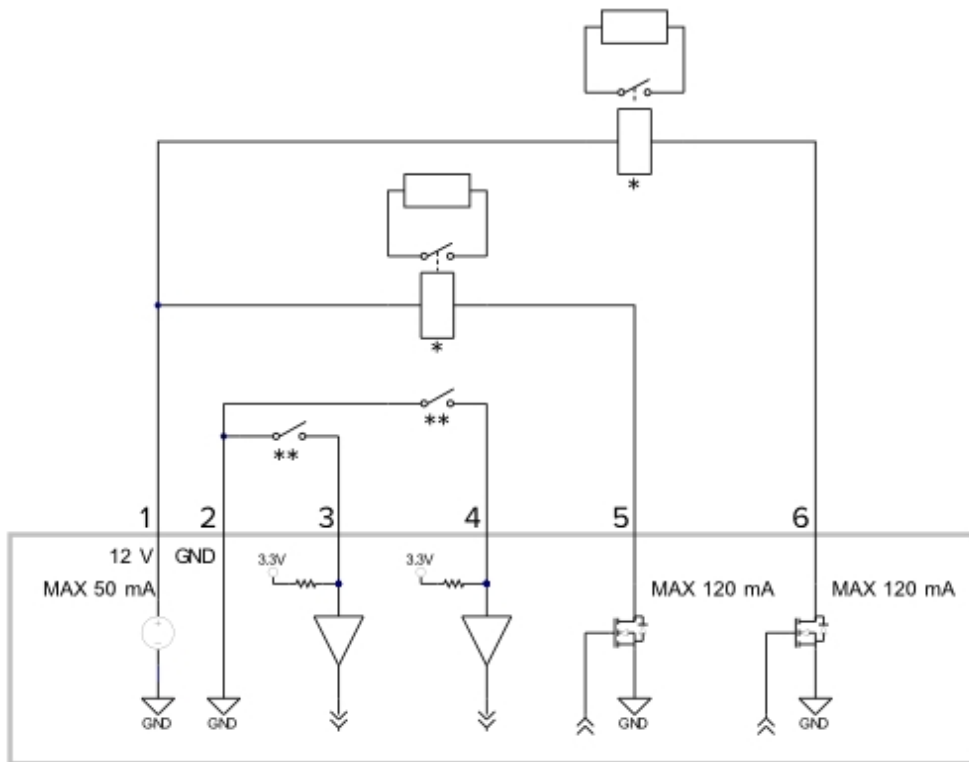 *
*
**
**
1 2 3 4 5 6
12 V GND 3.3V 3.3V
MAX 50 mA MAX 120 mA MAX 120 mA
GND GND GND GND